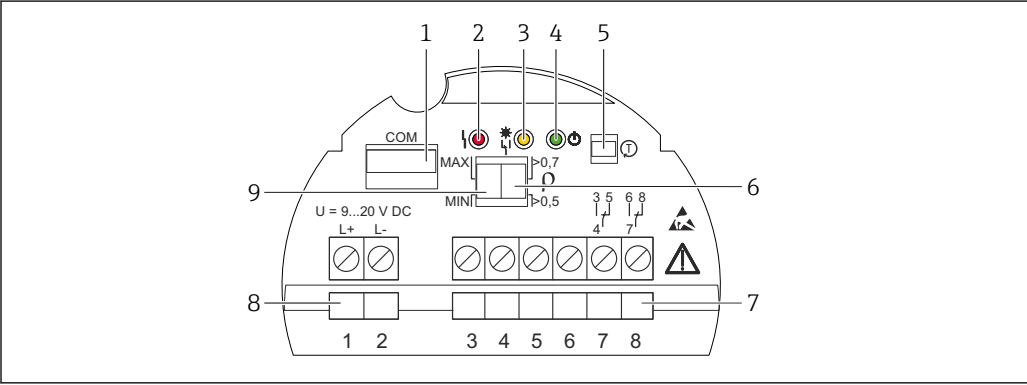 1 2 3 4 5
COM
MAX >0,7
9 ρ 6
MIN >0,5
3 5 6 8
U = 9...20 V DC
4 7
L+ L-
T
8 7
1 2 3 4 5 6 7 8